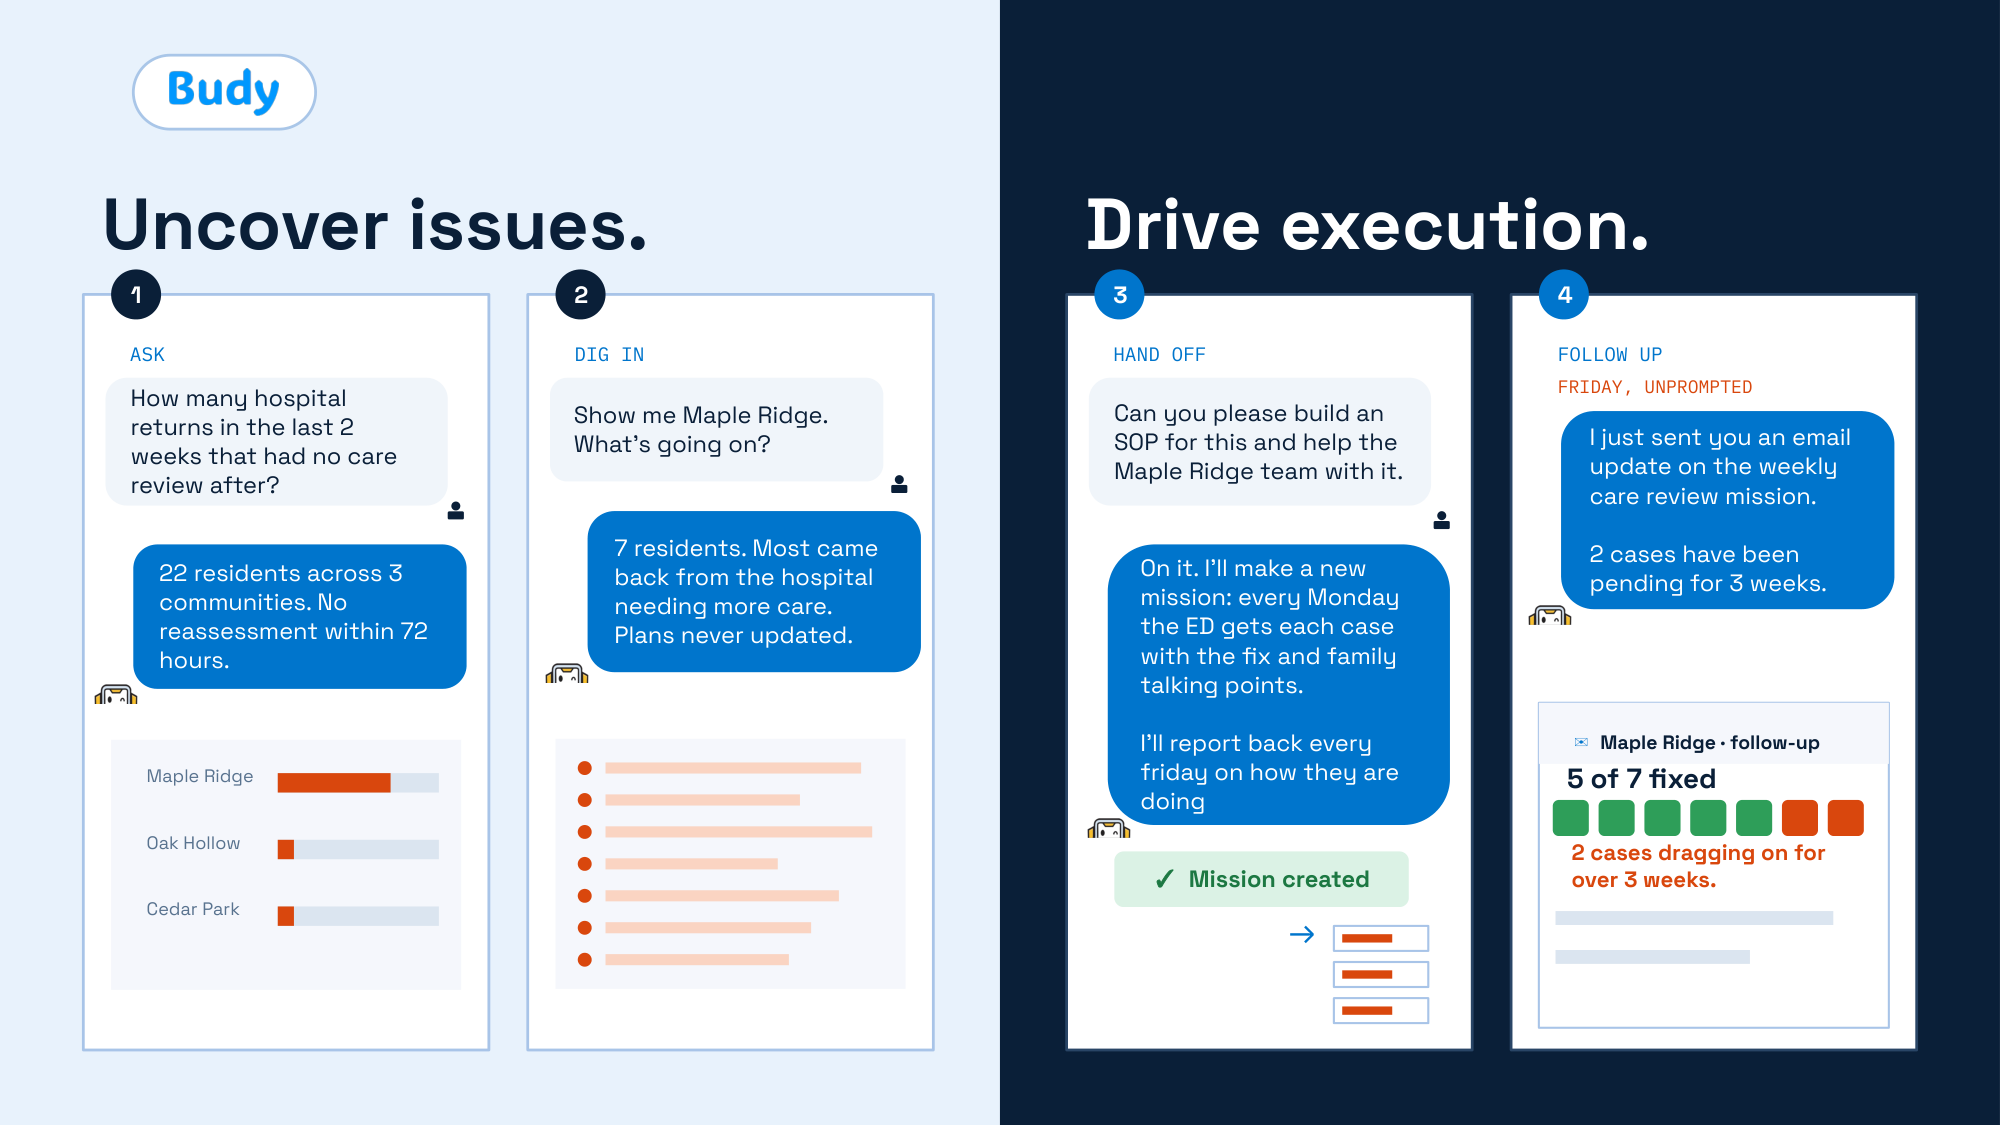 Budy
Uncover issues.
1
ASK
How many hospital
returns in the last 2
weeks that had no care
review after?
22 residents across 3
communities. No
reassessment within 72
hours.
Maple Ridge
Oak Hollow
Cedar Park
2
DIG IN
Show me Maple Ridge.
What's going on?
7 residents. Most came
back from the hospital
needing more care.
Plans never updated.
Drive execution.
3
HAND OFF
Can you please build an
SOP for this and help the
Maple Ridge team with it.
On it. I'll make a new
mission: every Monday
the ED gets each case
with the fix and family
talking points.
I'll report back every
friday on how they are
doing
✓ Mission created
→
4
FOLLOW UP
FRIDAY, UNPROMPTED
I just sent you an email
update on the weekly
care review mission.
2 cases have been
pending for 3 weeks.
Maple Ridge · follow-up
5 of 7 fixed
2 cases dragging on for
over 3 weeks.